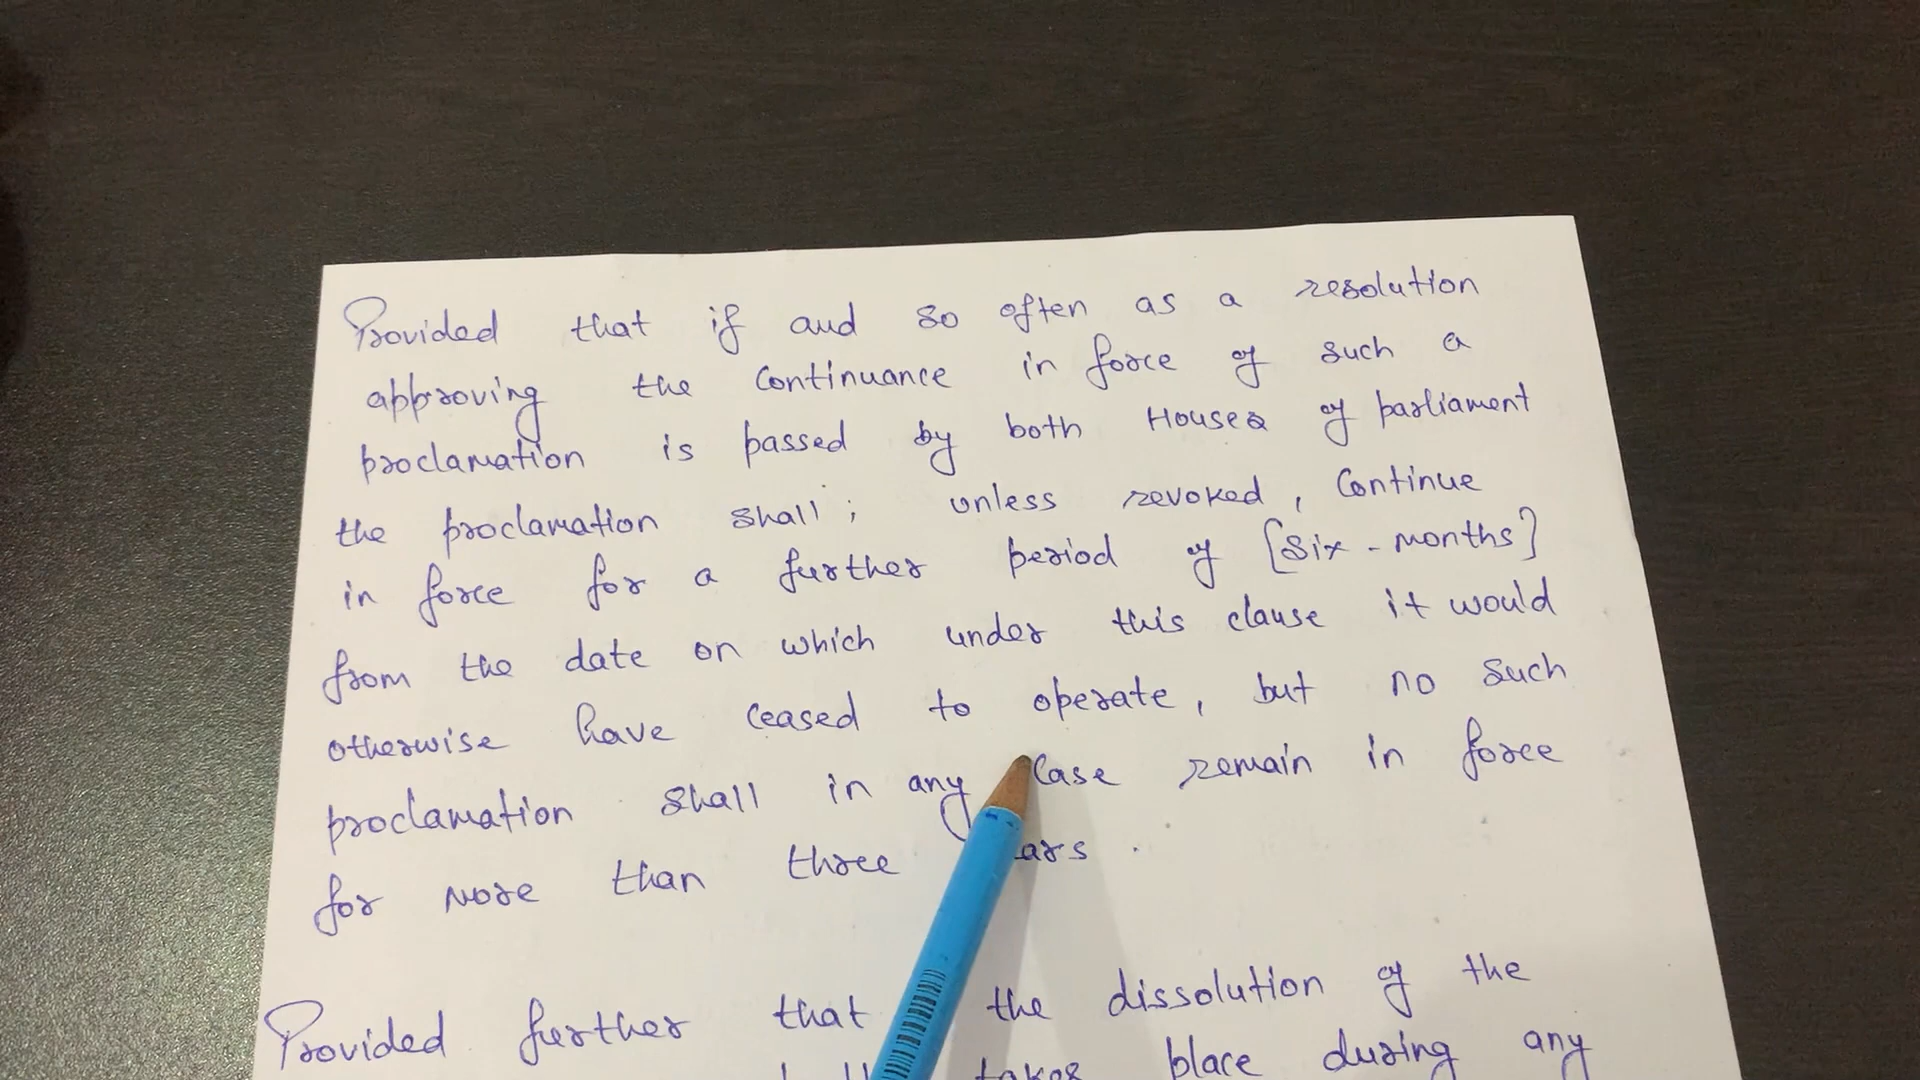 Provided that if and so often as a resolution
approving the Continuance in force of such a
proclamation is passed by both Houses of parliament
the proclamation shall ; unless revoked , Continue
in force for a further period of [Six - months]
from the date on which under this clause it would
otherwise have ceased to operate , but no such
proclamation shall in any Case remain in force
for more than three
Provided further that the dissolution of the
takes place during any